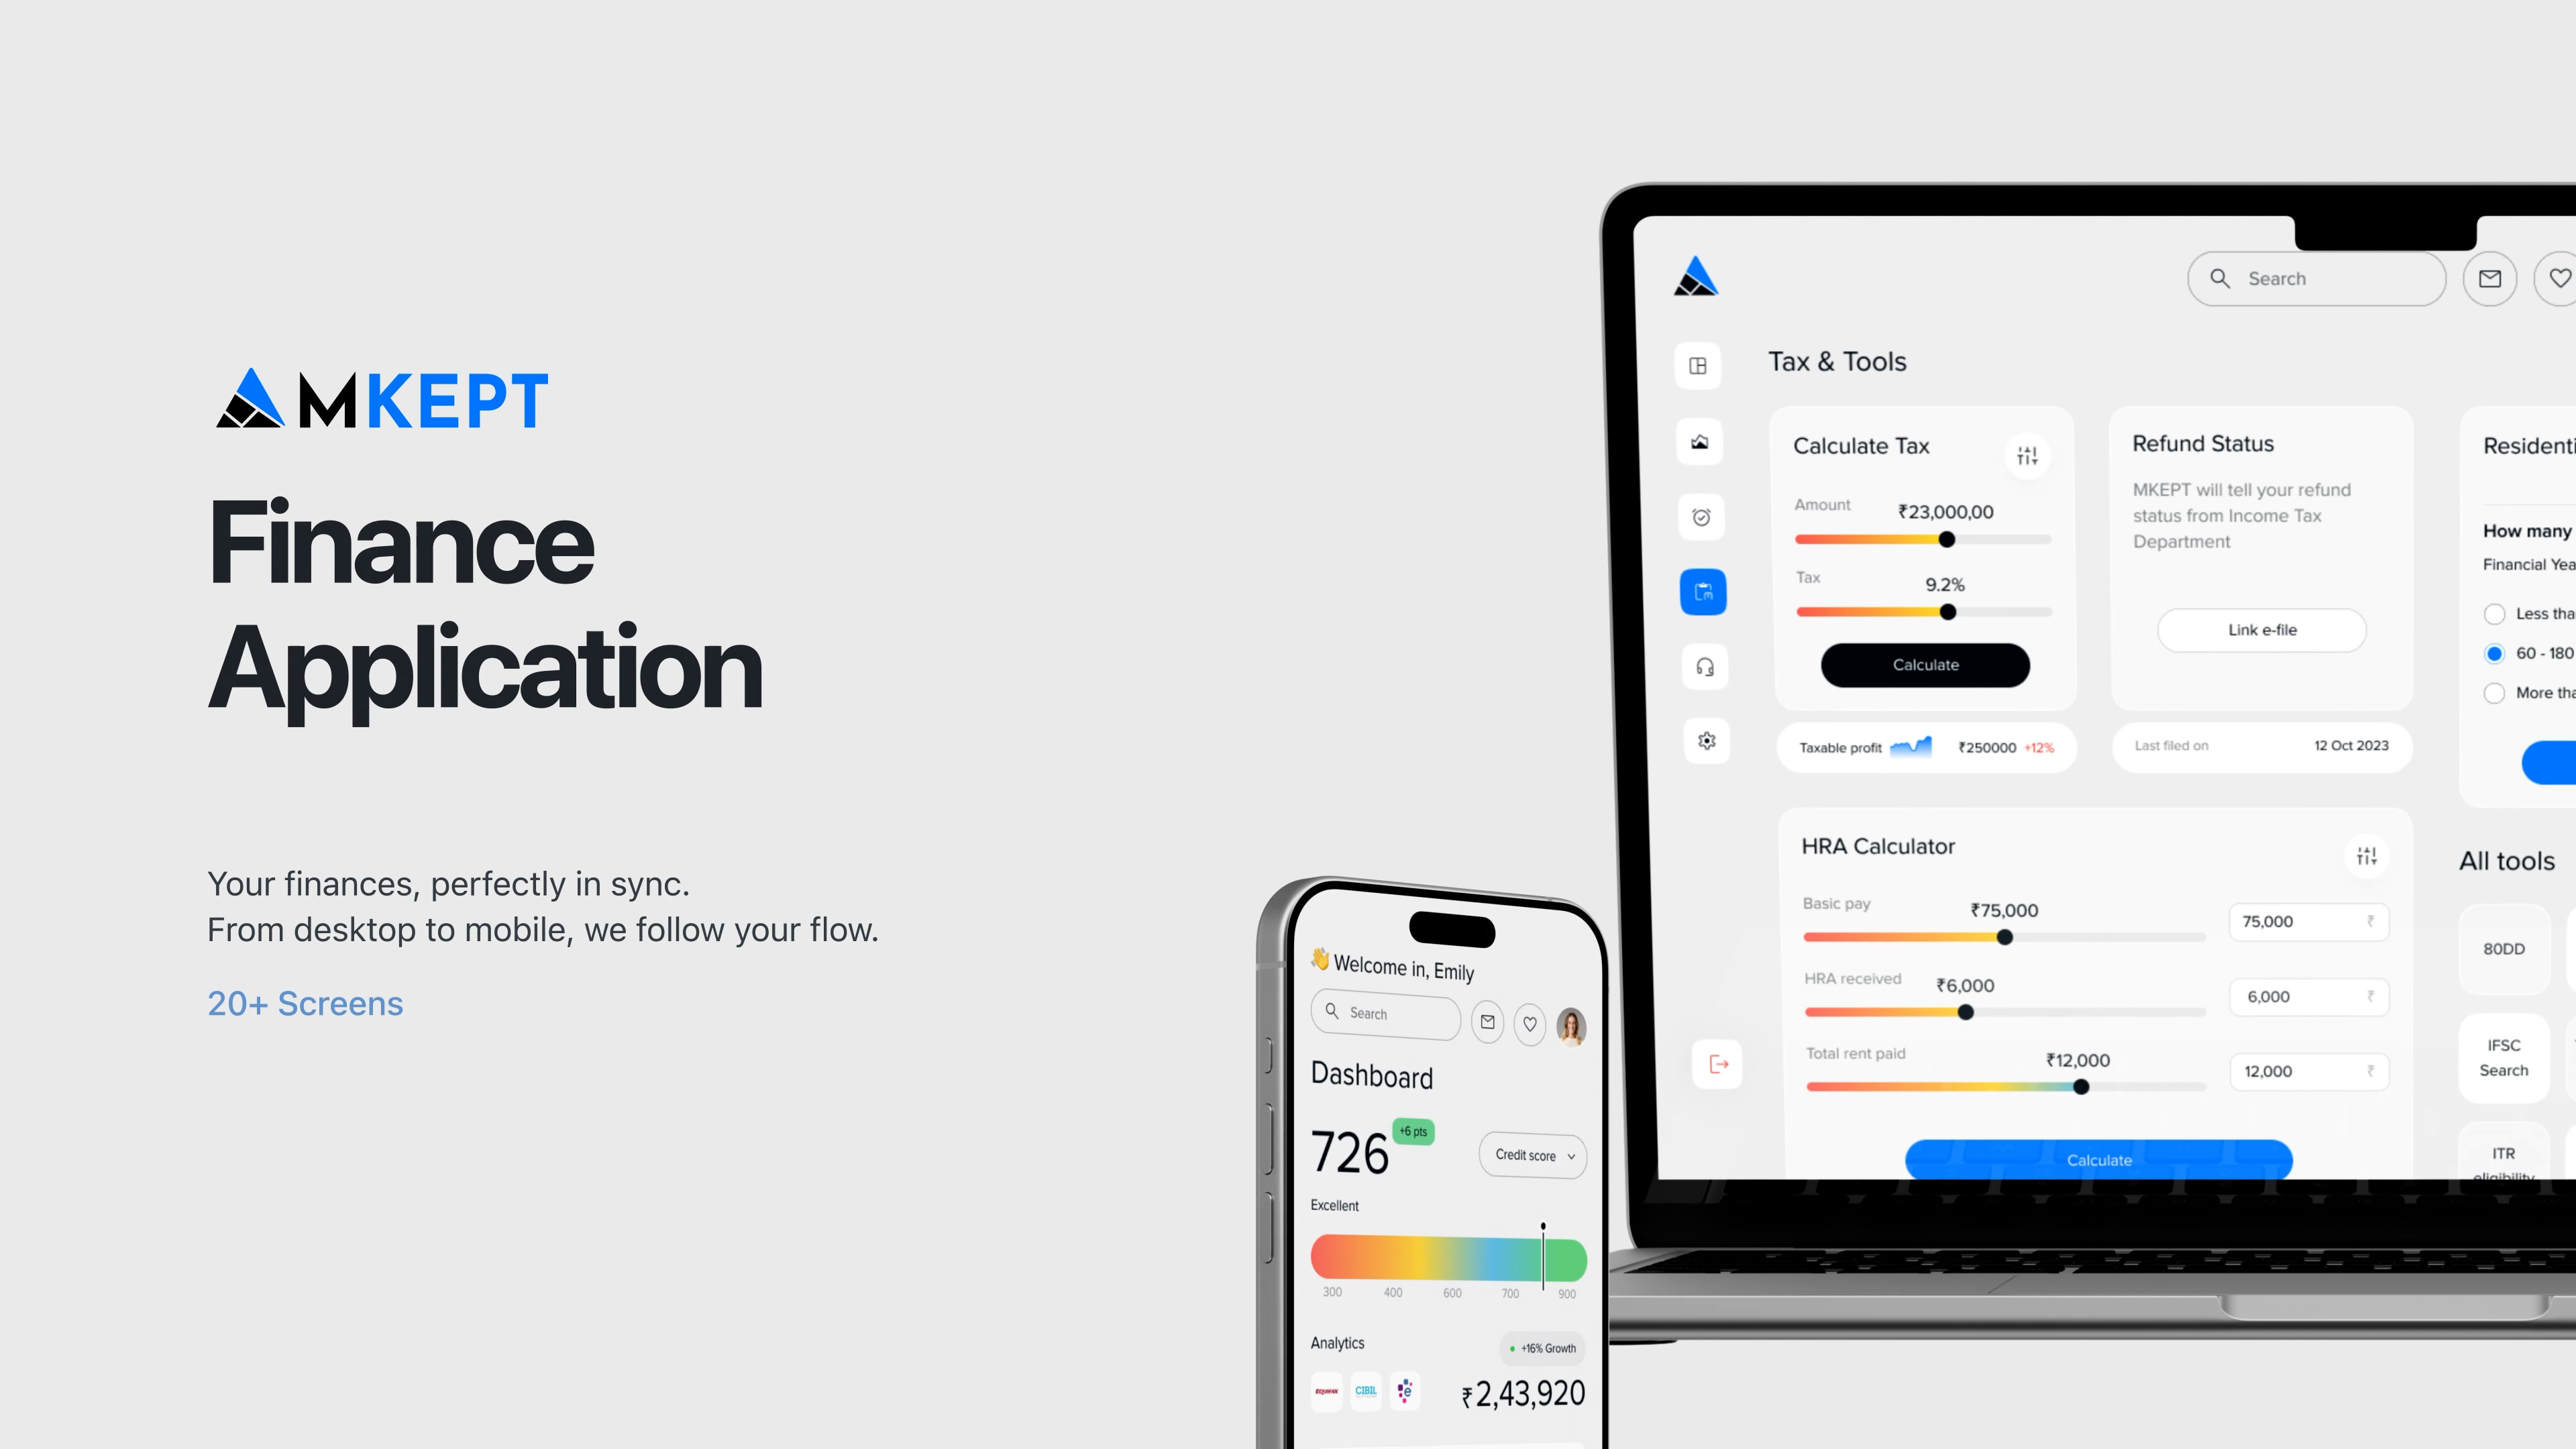 MKEPT
Finance
Application
Your finances, perfectly in sync.
From desktop to mobile, we follow your flow.
20+ Screens
👋 Welcome in, Emily
Search
Dashboard
726 +6 pts
Credit score
Excellent
300 400 600 700 900
Analytics
+16% Growth
EQUIFAX CIBIL e
₹2,43,920
Search
Tax & Tools
Calculate Tax
Amount
₹23,000,00
Tax
9.2%
Calculate
Taxable profit ₹250000 +12%
Refund Status
MKEPT will tell your refund
status from Income Tax
Department
Link e-file
Last filed on 12 Oct 2023
Residenti
How many
Financial Yea
Less tha
60 - 180
More tha
HRA Calculator
Basic pay
₹75,000
75,000 ₹
HRA received
₹6,000
6,000 ₹
Total rent paid
₹12,000
12,000 ₹
Calculate
All tools
80DD
IFSC
Search
ITR
eligibility